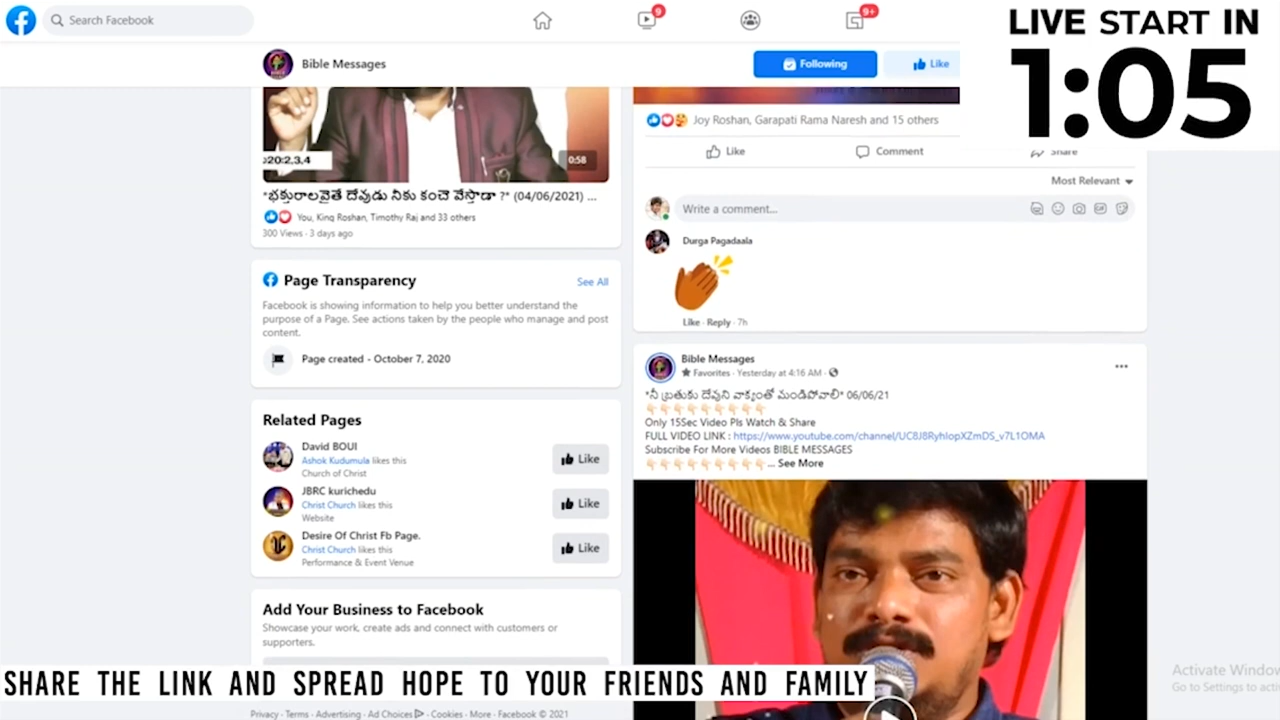 Search Facebook
9
9+
LIVE START IN
1:05
Bible Messages
Following
Like
020:2,3,4
0:58
*భక్తురాలవైతే దేవుడు నీకు కంచె వేస్తాడా ?* (04/06/2021) ...
You, King Roshan, Timothy Raj and 33 others
300 Views · 3 days ago
Page Transparency
See All
Facebook is showing information to help you better understand the
purpose of a Page. See actions taken by the people who manage and post
content.
Page created - October 7, 2020
Related Pages
David BOUI
Ashok Kudumula likes this
Church of Christ
Like
JBRC kurichedu
Christ Church likes this
Website
Like
Desire Of Christ Fb Page.
Christ Church likes this
Performance & Event Venue
Like
Add Your Business to Facebook
Showcase your work, create ads and connect with customers or
supporters.
Privacy · Terms · Advertising · Ad Choices · Cookies · More · Facebook © 2021
Joy Roshan, Garapati Rama Naresh and 15 others
Like
Comment
Share
Most Relevant
Write a comment...
GIF
Durga Pagadaala
Like · Reply · 7h
Bible Messages
Favorites · Yesterday at 4:16 AM ·
*నీ బ్రతుకు దేవుని వాక్యంతో మండిపోవాలి* 06/06/21
Only 15Sec Video Pls Watch & Share
FULL VIDEO LINK : https://www.youtube.com/channel/UC8J8RyhlopXZmDS_v7L1OMA
Subscribe For More Videos BIBLE MESSAGES
... See More
SHARE THE LINK AND SPREAD HOPE TO YOUR FRIENDS AND FAMILY
Activate Window
Go to Settings to acti